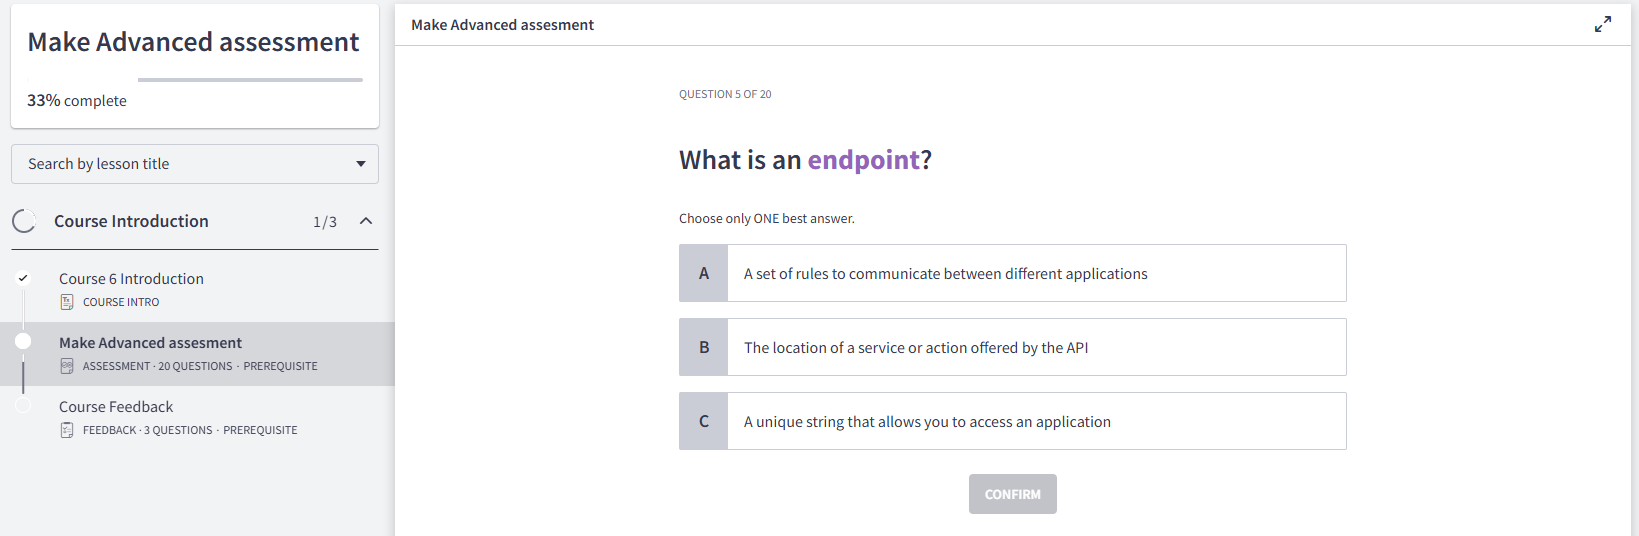 Make Advanced assessment
33% complete
Search by lesson title
Course Introduction 1/3
Course 6 Introduction
COURSE INTRO
Make Advanced assesment
ASSESSMENT · 20 QUESTIONS · PREREQUISITE
Course Feedback
FEEDBACK · 3 QUESTIONS · PREREQUISITE
Make Advanced assesment
QUESTION 5 OF 20
What is an endpoint?
Choose only ONE best answer.
A A set of rules to communicate between different applications
B The location of a service or action offered by the API
C A unique string that allows you to access an application
CONFIRM